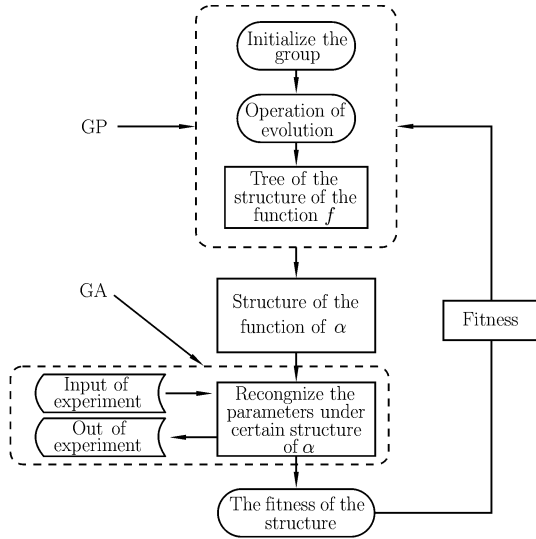 Initialize the
group
Operation of
evolution
GP
Tree of the
structure of the
function f
GA
Structure of the
function of α
Fitness
Input of
experiment
Recongnize the
parameters under
certain structure
of α
Out of
experiment
The fitness of the
structure